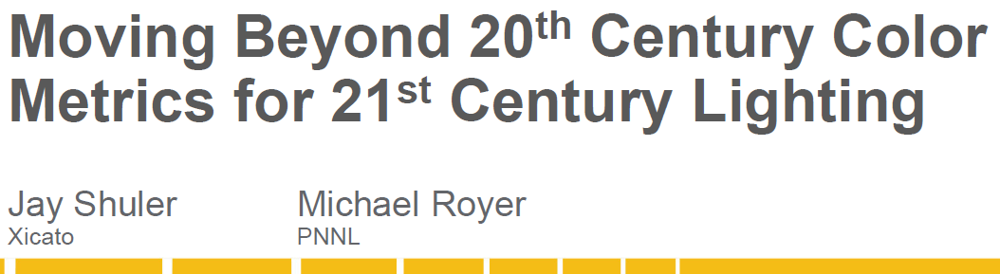 Moving Beyond 20th Century Color
Metrics for 21st Century Lighting
Jay Shuler Michael Royer
Xicato PNNL